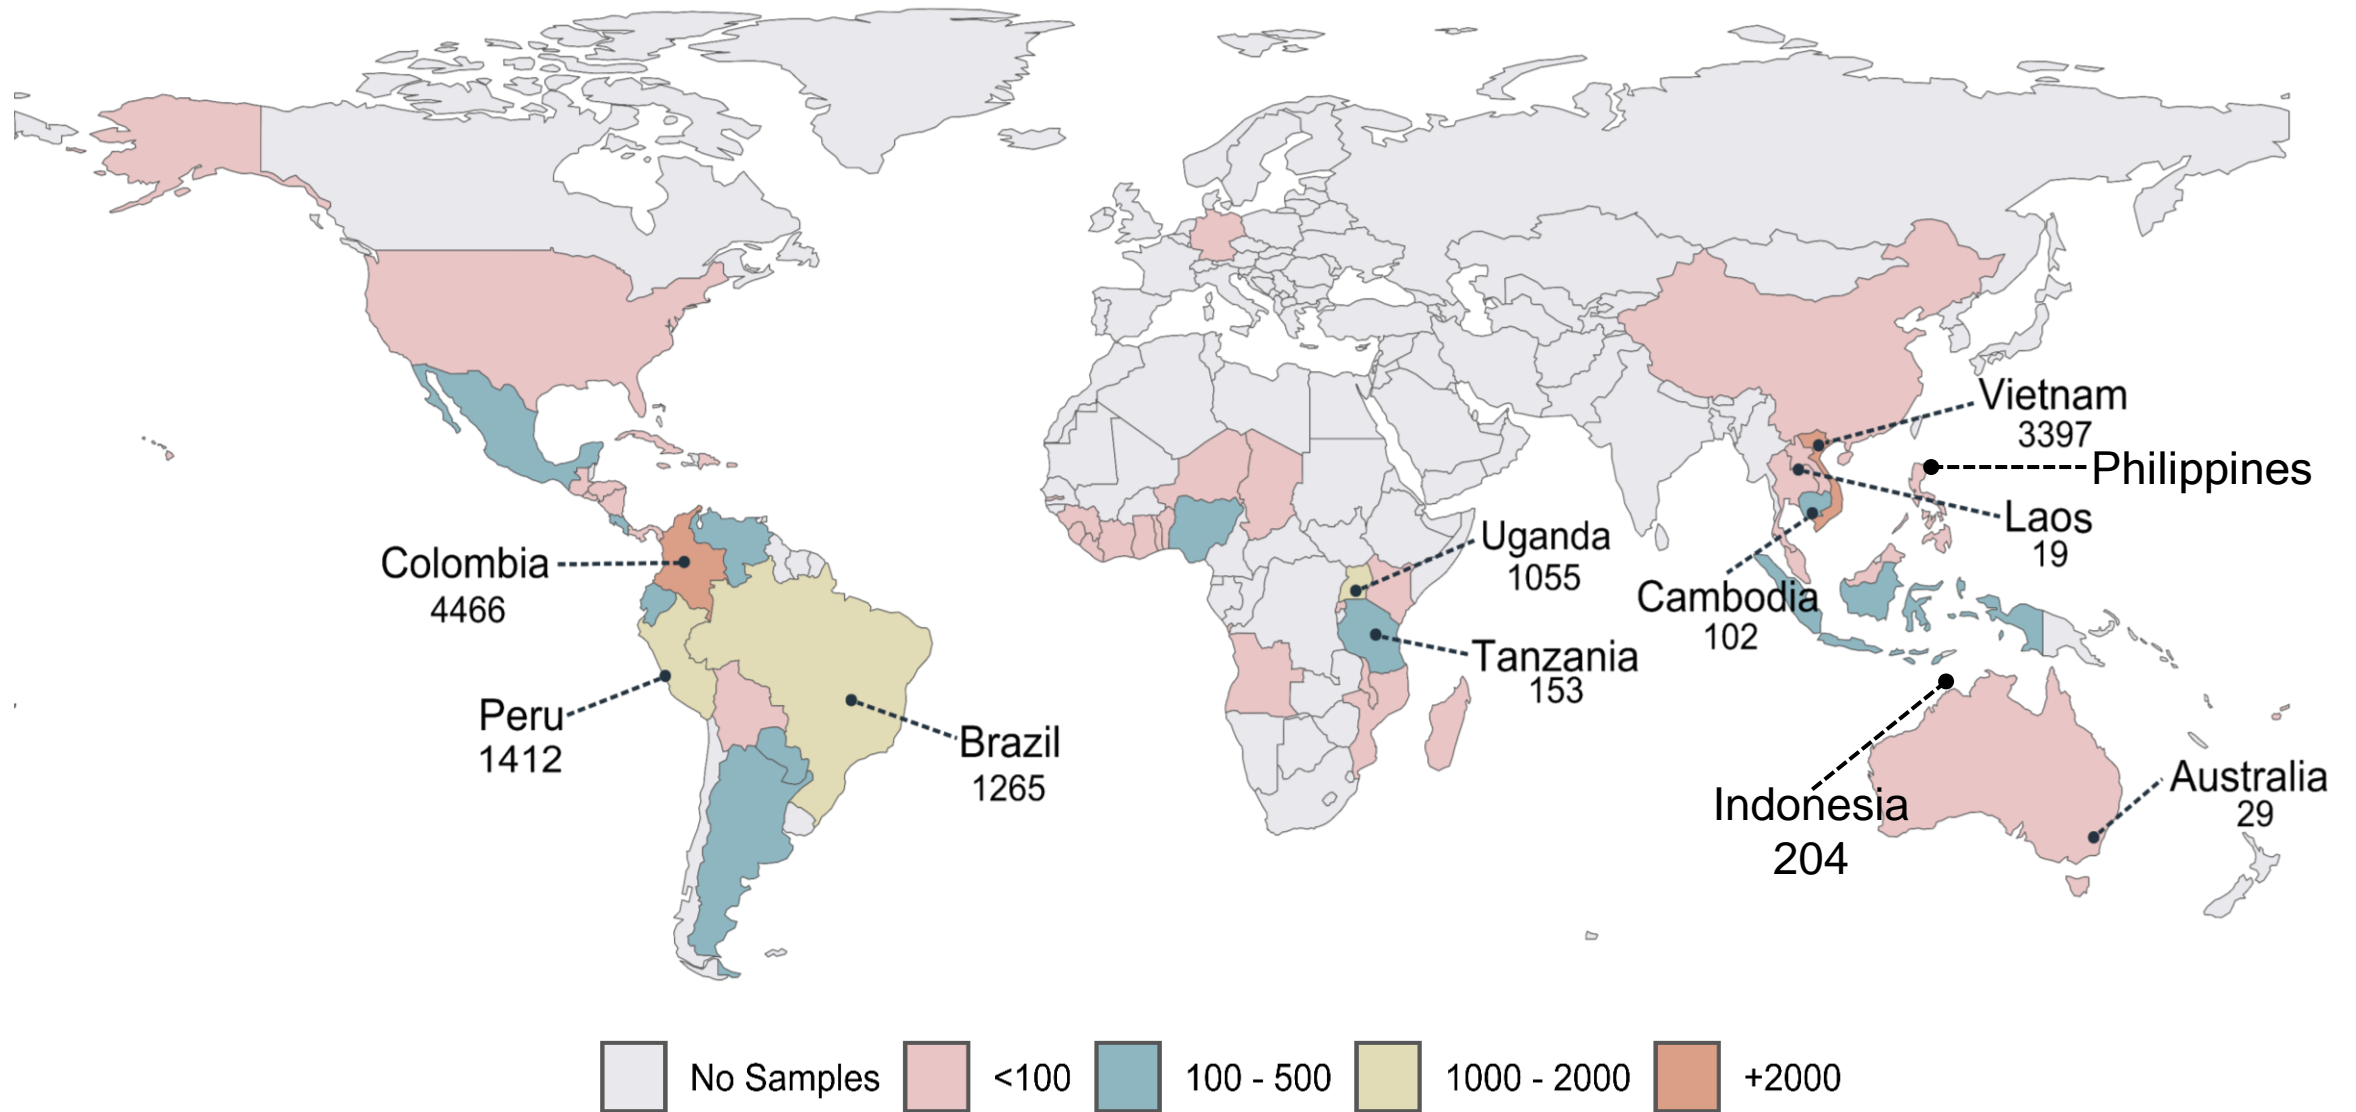 Vietnam
3397
Philippines
Laos
19
Uganda
1055
Colombia
4466
Cambodia
102
Tanzania
153
Peru
1412
Brazil
1265
Indonesia
204
Australia
29
No Samples
<100
100 - 500
1000 - 2000
+2000